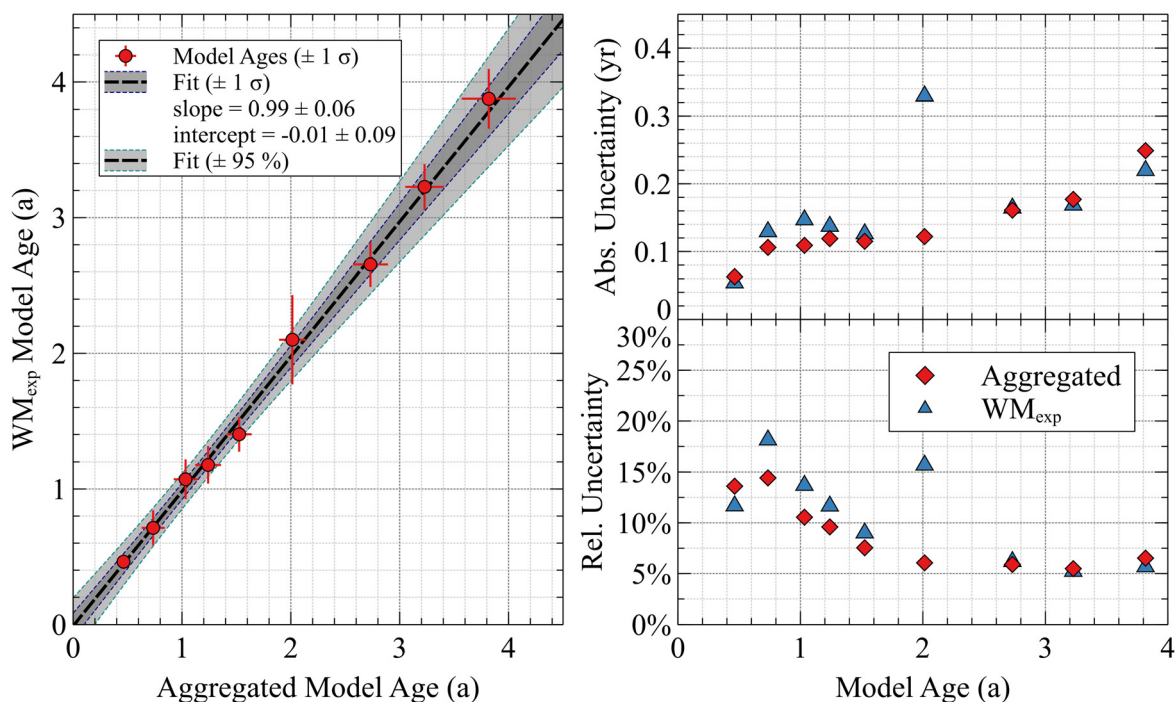 Model Ages (± 1 σ)
Fit (± 1 σ)
slope = 0.99 ± 0.06
intercept = -0.01 ± 0.09
Fit (± 95 %)
4
3
2
1
0
0
1
2
3
4
WM_exp Model Age (a)
Aggregated Model Age (a)
0.4
0.3
0.2
0.1
0
Abs. Uncertainty (yr)
30%
25%
20%
15%
10%
5%
0%
Rel. Uncertainty
Aggregated
WM_exp
0
1
2
3
4
Model Age (a)